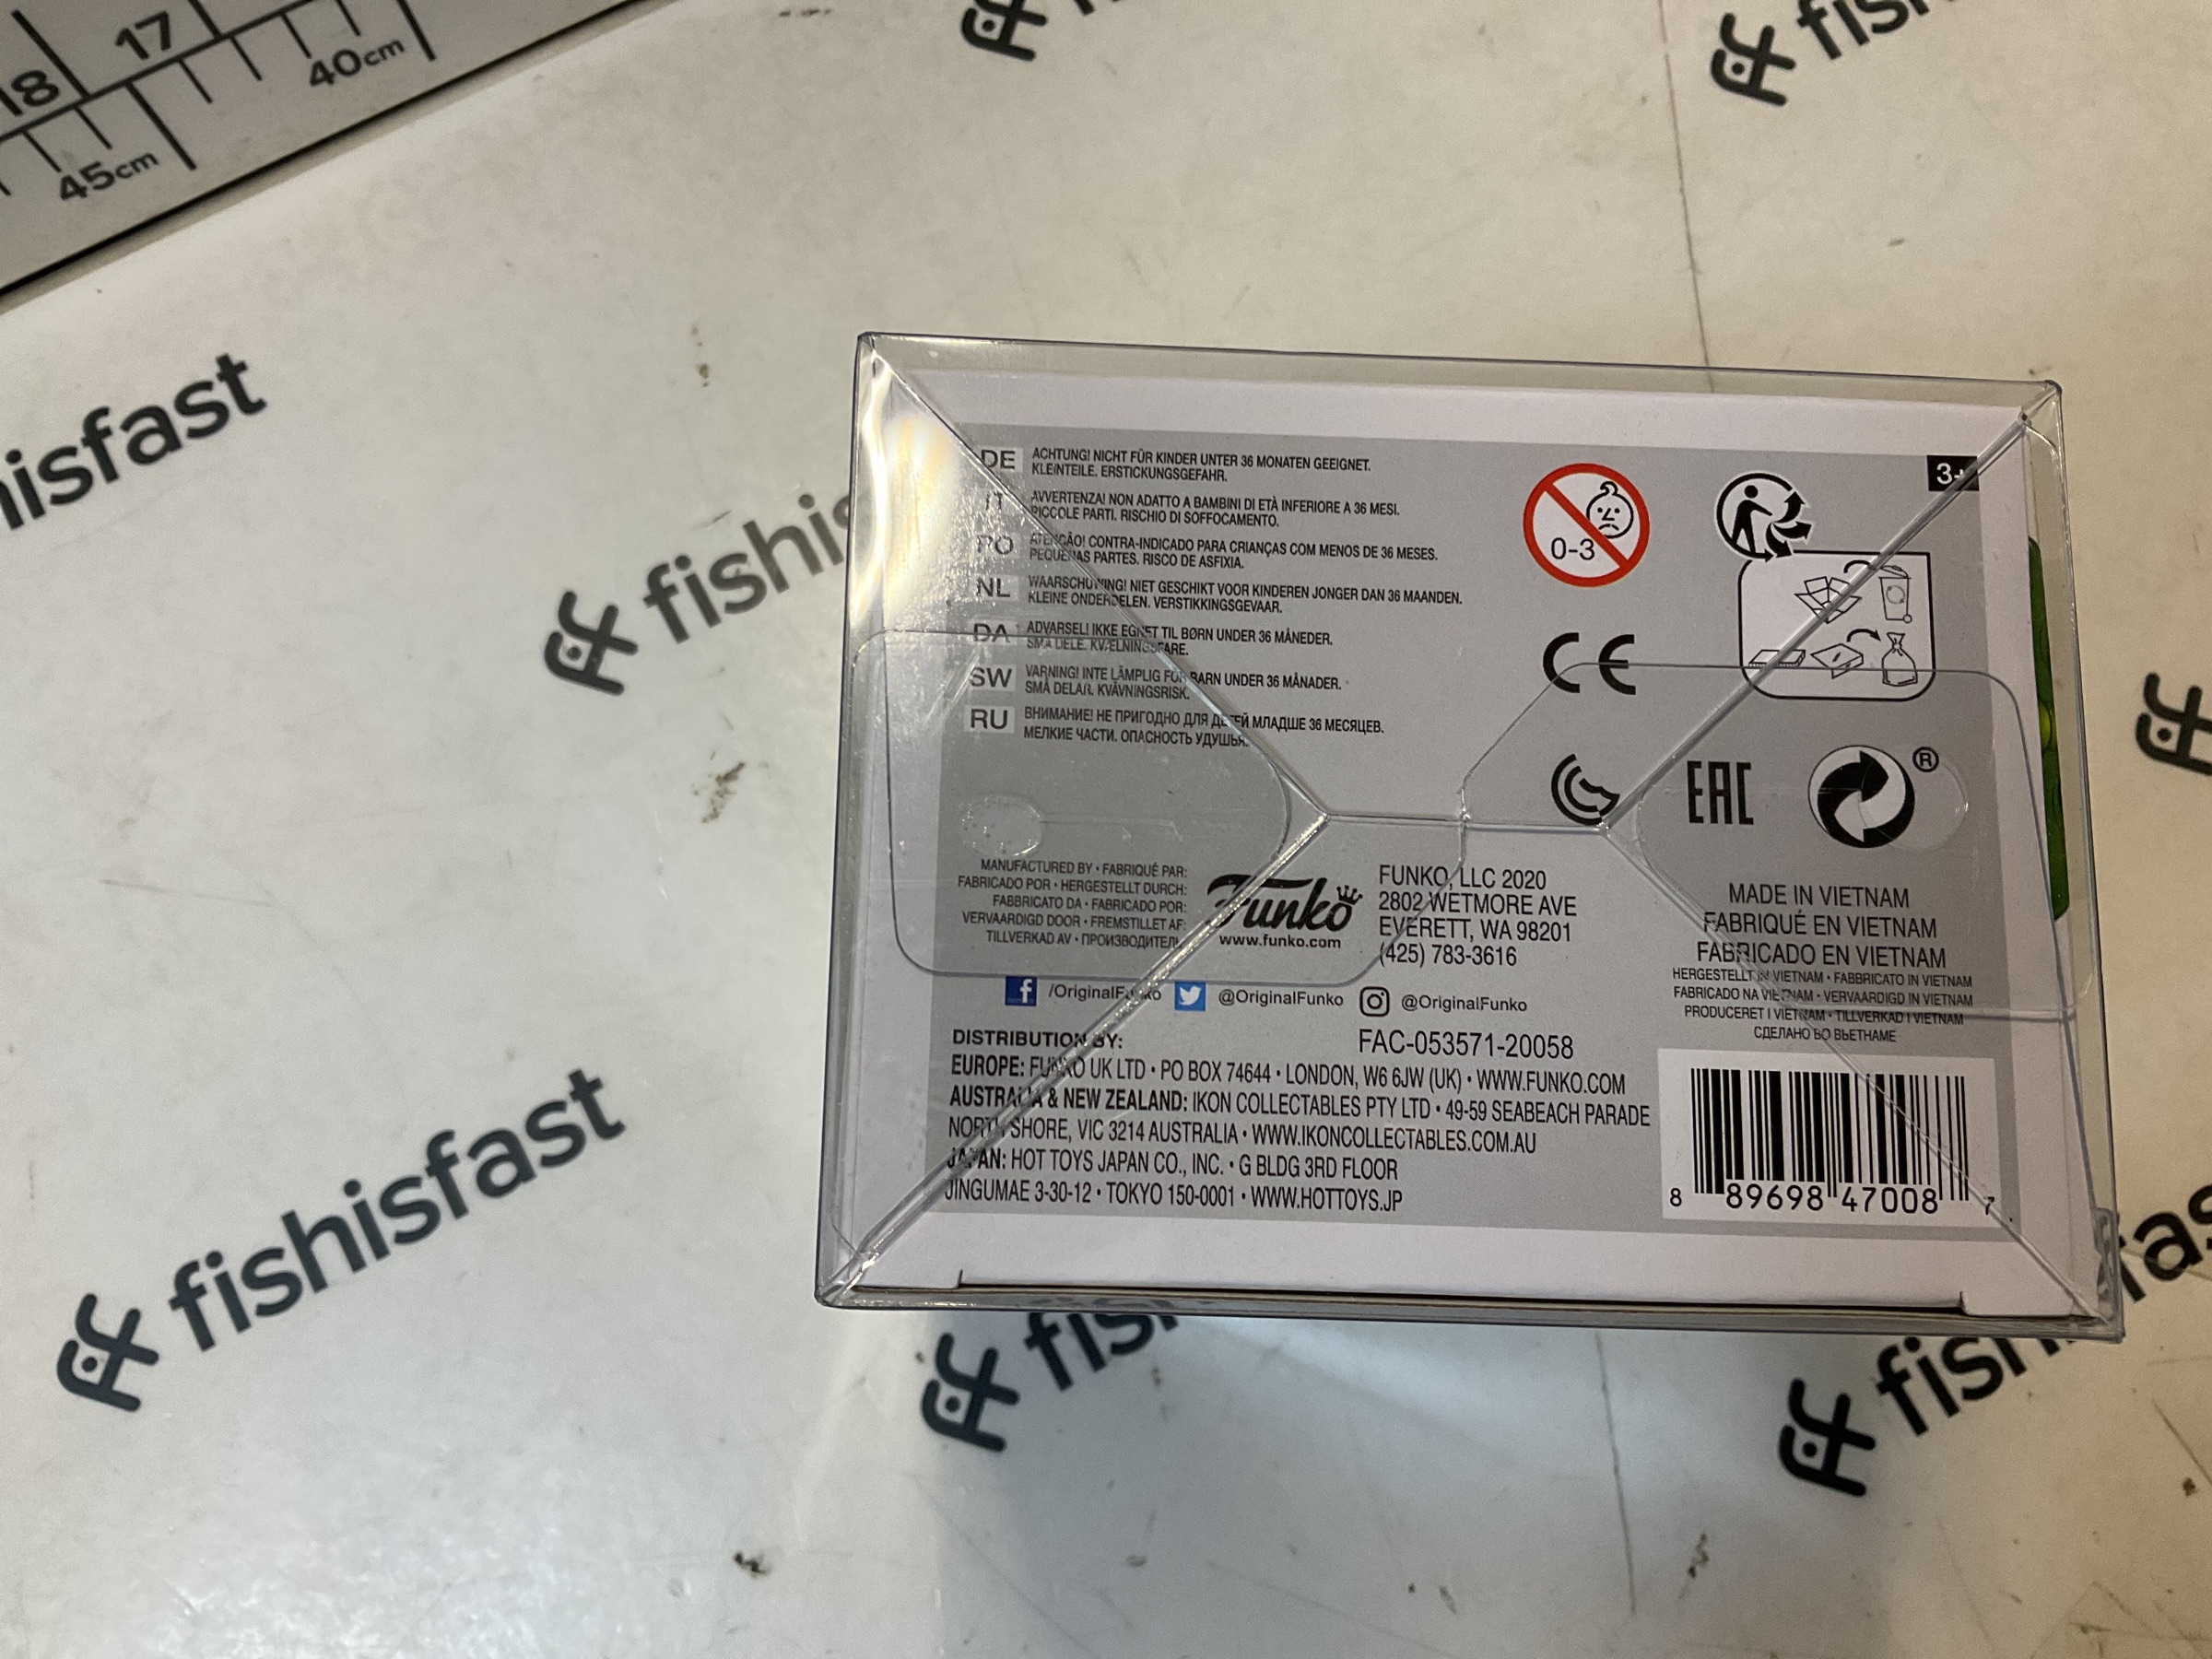 18 17
45cm 40cm
fishisfast
fishisfast
DE ACHTUNG! NICHT FÜR KINDER UNTER 36 MONATEN GEEIGNET.
KLEINTEILE. ERSTICKUNGSGEFAHR.
IT AVVERTENZA! NON ADATTO A BAMBINI DI ETÀ INFERIORE A 36 MESI.
PICCOLE PARTI. RISCHIO DI SOFFOCAMENTO.
PO ATENÇÃO! CONTRA-INDICADO PARA CRIANÇAS COM MENOS DE 36 MESES.
PEQUENAS PARTES. RISCO DE ASFIXIA.
NL WAARSCHUWING! NIET GESCHIKT VOOR KINDEREN JONGER DAN 36 MAANDEN.
KLEINE ONDERDELEN. VERSTIKKINGSGEVAAR.
DA ADVARSEL! IKKE EGNET TIL BØRN UNDER 36 MÅNEDER.
SMÅ DELE. KVÆLNINGSFARE.
SW VARNING! INTE LÄMPLIG FÖR BARN UNDER 36 MÅNADER.
SMÅ DELAR. KVÄVNINGSRISK.
RU ВНИМАНИЕ! НЕ ПРИГОДНО ДЛЯ ДЕТЕЙ МЛАДШЕ 36 МЕСЯЦЕВ.
МЕЛКИЕ ЧАСТИ. ОПАСНОСТЬ УДУШЬЯ.
0-3
3+
CE
EAC
®
MANUFACTURED BY • FABRIQUÉ PAR:
FABRICADO POR • HERGESTELLT DURCH:
FABBRICATO DA • FABRICADO POR:
VERVAARDIGD DOOR • FREMSTILLET AF:
TILLVERKAD AV • ПРОИЗВОДИТЕЛЬ
Funko
www.funko.com
FUNKO, LLC 2020
2802 WETMORE AVE
EVERETT, WA 98201
(425) 783-3616
/OriginalFunko @OriginalFunko @OriginalFunko
MADE IN VIETNAM
FABRIQUÉ EN VIETNAM
FABRICADO EN VIETNAM
HERGESTELLT IN VIETNAM • FABBRICATO IN VIETNAM
FABRICADO NA VIETNAM • VERVAARDIGD IN VIETNAM
PRODUCERET I VIETNAM • TILLVERKAD I VIETNAM
СДЕЛАНО ВО ВЬЕТНАМЕ
DISTRIBUTION BY:
FAC-053571-20058
EUROPE: FUNKO UK LTD • PO BOX 74644 • LONDON, W6 6JW (UK) • WWW.FUNKO.COM
AUSTRALIA & NEW ZEALAND: IKON COLLECTABLES PTY LTD • 49-59 SEABEACH PARADE
NORTH SHORE, VIC 3214 AUSTRALIA • WWW.IKONCOLLECTABLES.COM.AU
JAPAN: HOT TOYS JAPAN CO., INC. • G BLDG 3RD FLOOR
JINGUMAE 3-30-12 • TOKYO 150-0001 • WWW.HOTTOYS.JP
8 89698 47008 7
fishisfast